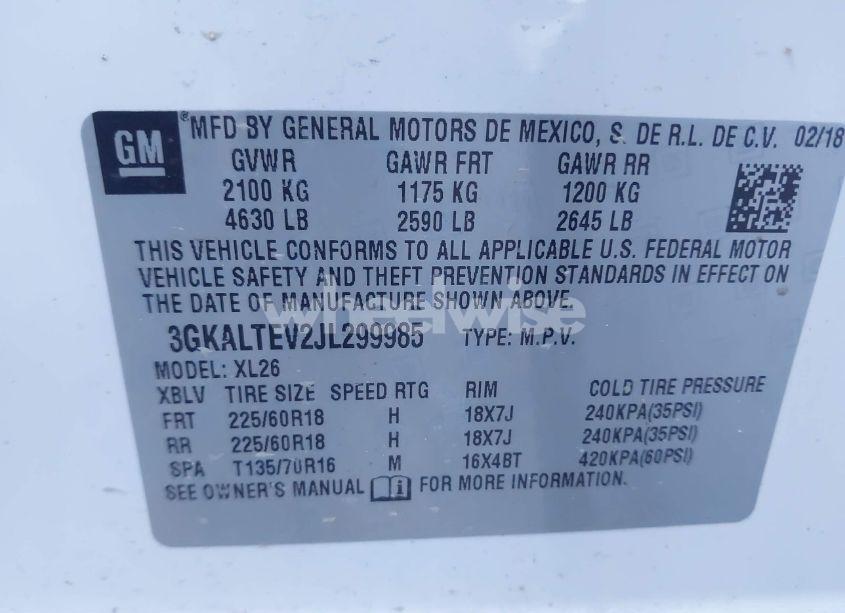 GM
® MFD BY GENERAL MOTORS DE MEXICO, S. DE R.L. DE C.V. 02/18
GVWR GAWR FRT GAWR RR
2100 KG 1175 KG 1200 KG
4630 LB 2590 LB 2645 LB
THIS VEHICLE CONFORMS TO ALL APPLICABLE U.S. FEDERAL MOTOR
VEHICLE SAFETY AND THEFT PREVENTION STANDARDS IN EFFECT ON
THE DATE OF MANUFACTURE SHOWN ABOVE.
wheelwise
3GKALTEV2JL299985 TYPE: M.P.V.
MODEL: XL26
XBLV TIRE SIZE SPEED RTG RIM COLD TIRE PRESSURE
FRT 225/60R18 H 18X7J 240KPA(35PSI)
RR 225/60R18 H 18X7J 240KPA(35PSI)
SPA T135/70R16 M 16X4BT 420KPA(60PSI)
SEE OWNER'S MANUAL i FOR MORE INFORMATION.